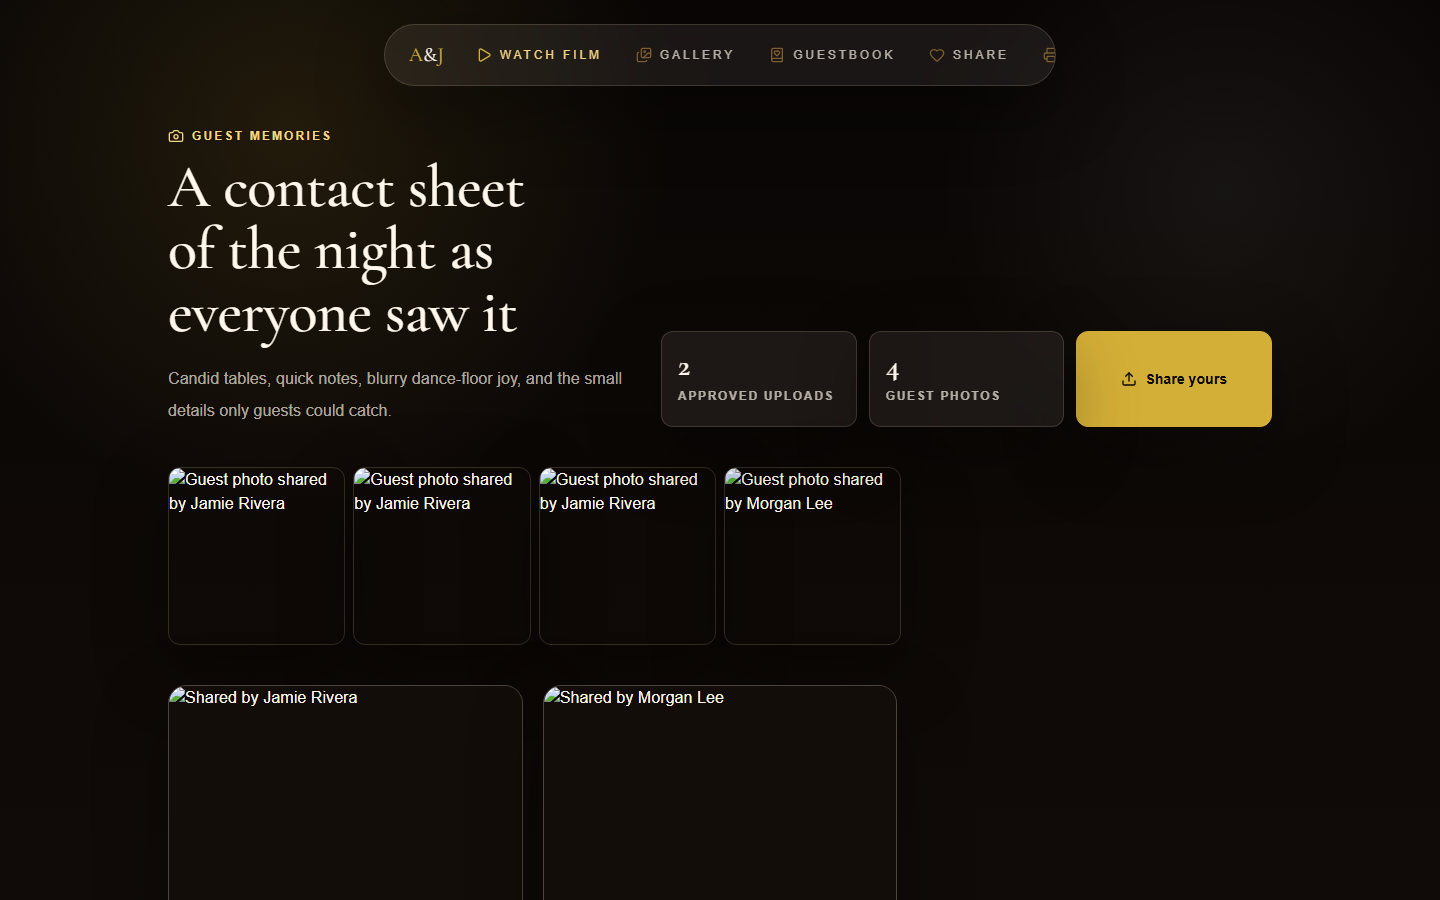 A&J
WATCH FILM
GALLERY
GUESTBOOK
SHARE
GUEST MEMORIES
A contact sheet
of the night as
everyone saw it
Candid tables, quick notes, blurry dance-floor joy, and the small
details only guests could catch.
2
APPROVED UPLOADS
4
GUEST PHOTOS
Share yours
Guest photo shared
by Jamie Rivera
Guest photo shared
by Jamie Rivera
Guest photo shared
by Jamie Rivera
Guest photo shared
by Morgan Lee
Shared by Jamie Rivera
Shared by Morgan Lee